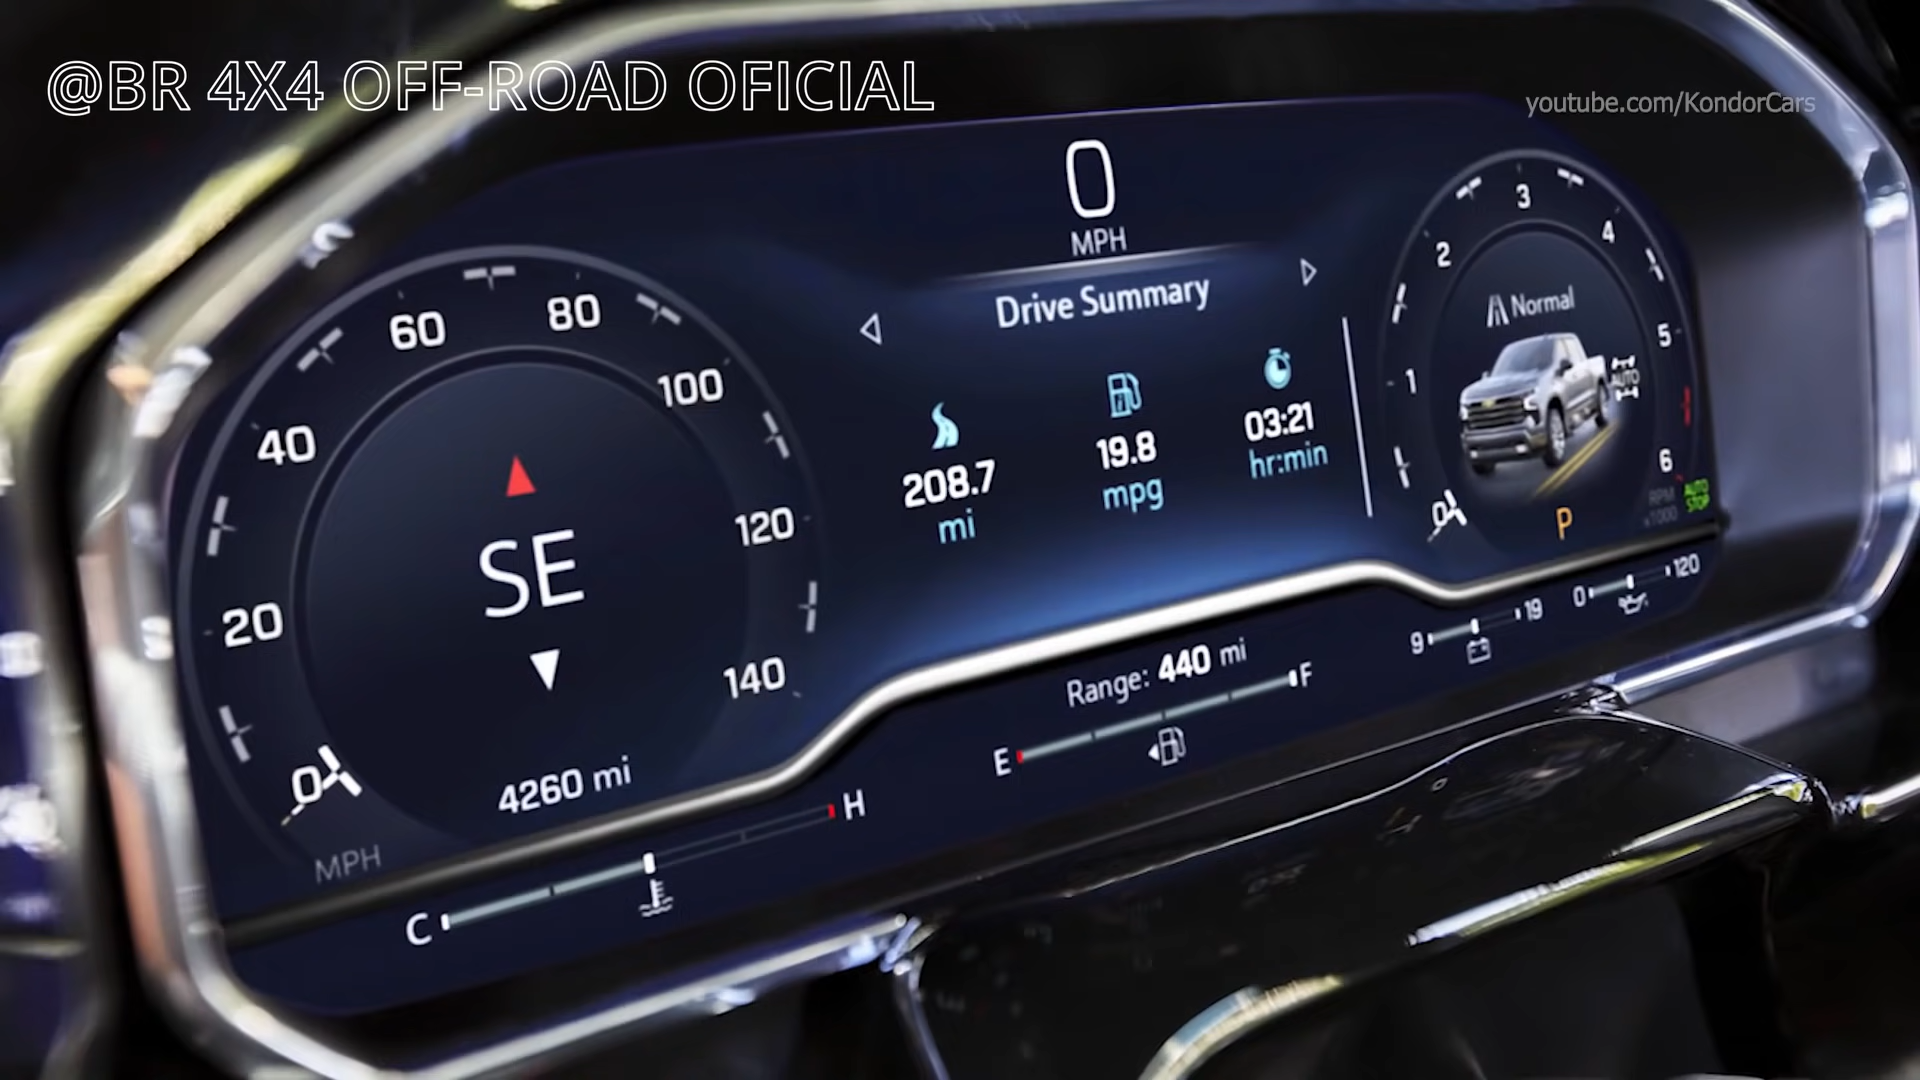 @BR 4X4 OFF-ROAD OFICIAL
youtube.com/KondorCars
0
MPH
Drive Summary
208.7
mi
19.8
mpg
03:21
hr:min
0
20
40
60
80
100
120
140
MPH
SE
4260 mi
0
1
2
3
4
5
6
RPM
x1000
Normal
AUTO
P
AUTO
STOP
C
H
Range: 440 mi
E
F
9
19
0
120